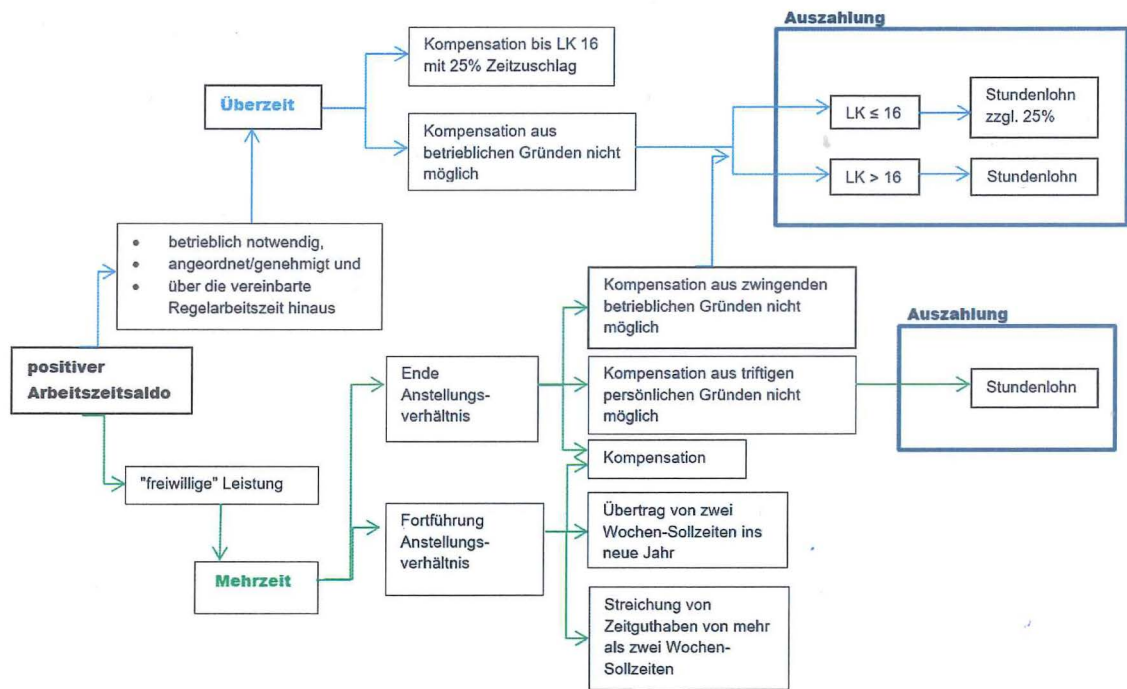 Auszahlung
Kompensation bis LK 16
mit 25% Zeitzuschlag
Überzeit
LK ≤ 16
Stundenlohn
zzgl. 25%
Kompensation aus
betrieblichen Gründen nicht
möglich
LK > 16
Stundenlohn
• betrieblich notwendig,
• angeordnet/genehmigt und
• über die vereinbarte
Regelarbeitszeit hinaus
Kompensation aus zwingenden
betrieblichen Gründen nicht
möglich
Auszahlung
positiver
Arbeitszeitsaldo
Ende
Anstellungs-
verhältnis
Kompensation aus triftigen
persönlichen Gründen nicht
möglich
Stundenlohn
Kompensation
"freiwillige" Leistung
Fortführung
Anstellungs-
verhältnis
Übertrag von zwei
Wochen-Sollzeiten ins
neue Jahr
Mehrzeit
Streichung von
Zeitguthaben von mehr
als zwei Wochen-
Sollzeiten